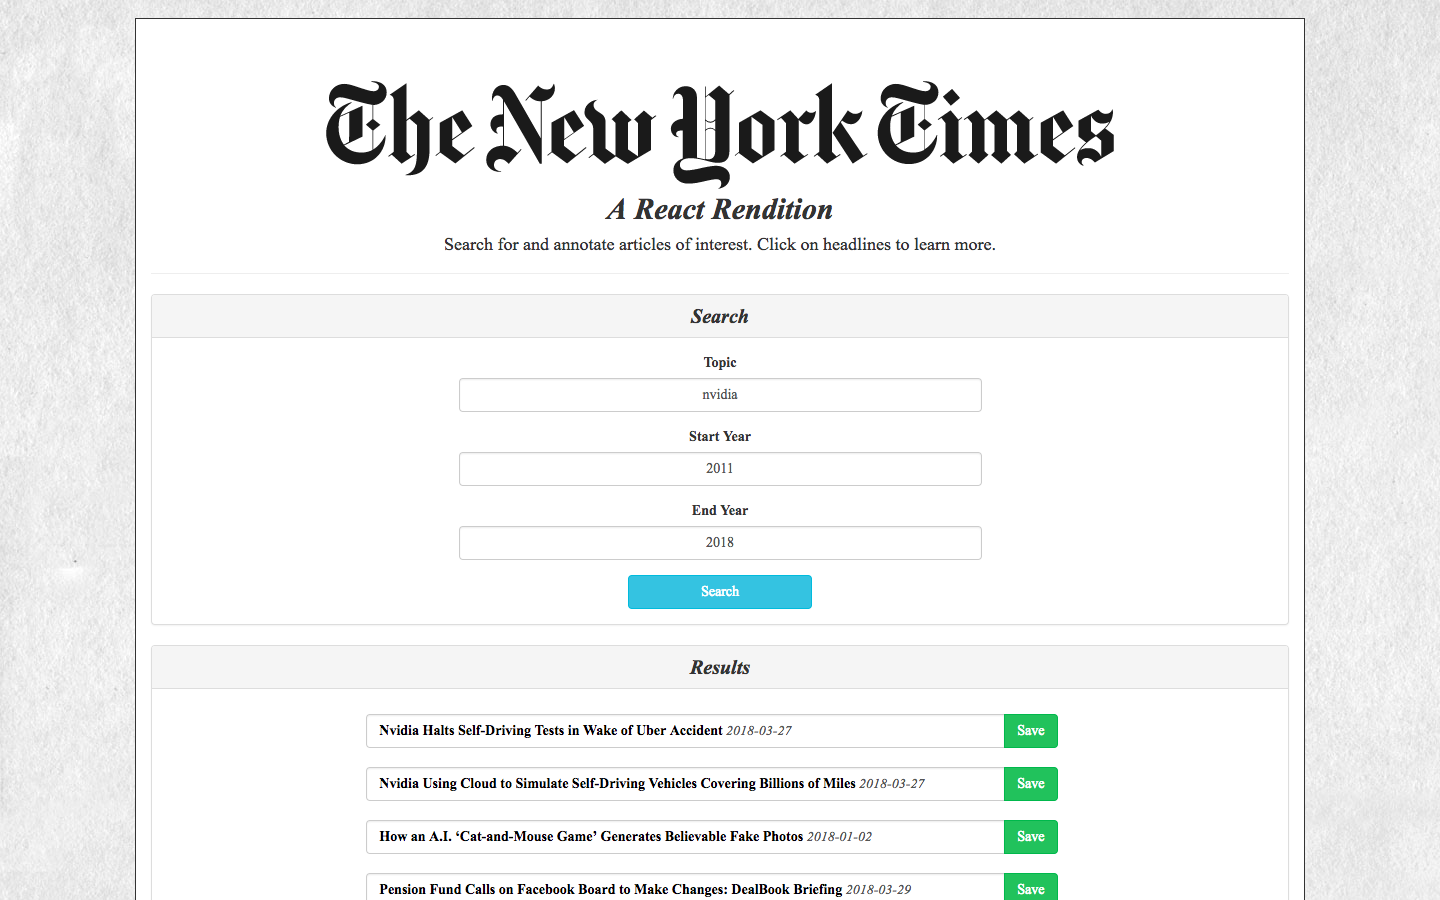 The New York Times
A React Rendition
Search for and annotate articles of interest. Click on headlines to learn more.
Search
Topic
nvidia
Start Year
2011
End Year
2018
Search
Results
Nvidia Halts Self-Driving Tests in Wake of Uber Accident 2018-03-27 Save
Nvidia Using Cloud to Simulate Self-Driving Vehicles Covering Billions of Miles 2018-03-27 Save
How an A.I. ‘Cat-and-Mouse Game’ Generates Believable Fake Photos 2018-01-02 Save
Pension Fund Calls on Facebook Board to Make Changes: DealBook Briefing 2018-03-29 Save